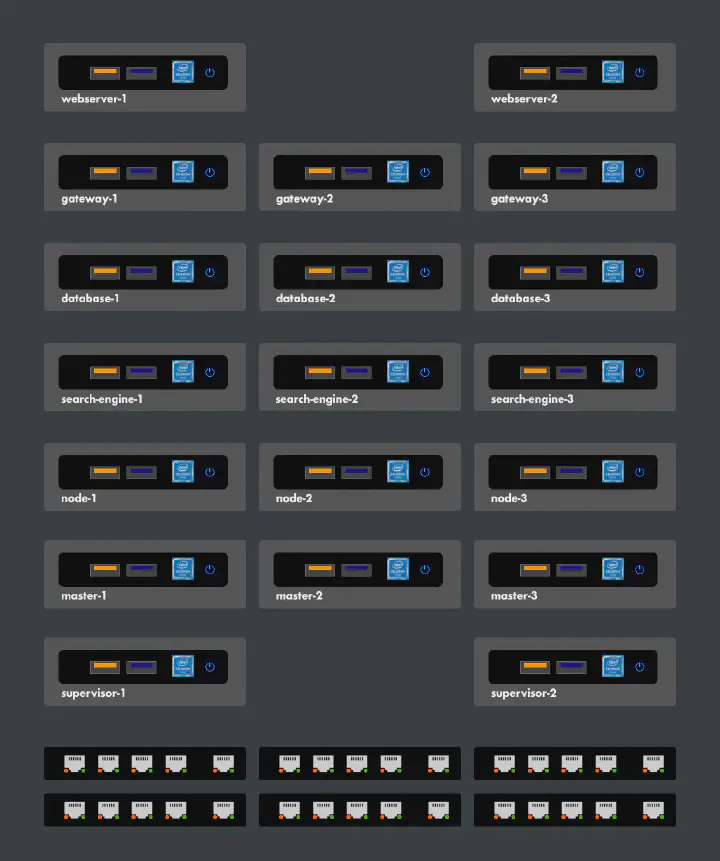 webserver-1
webserver-2
gateway-1
gateway-2
gateway-3
database-1
database-2
database-3
search-engine-1
search-engine-2
search-engine-3
node-1
node-2
node-3
master-1
master-2
master-3
supervisor-1
supervisor-2